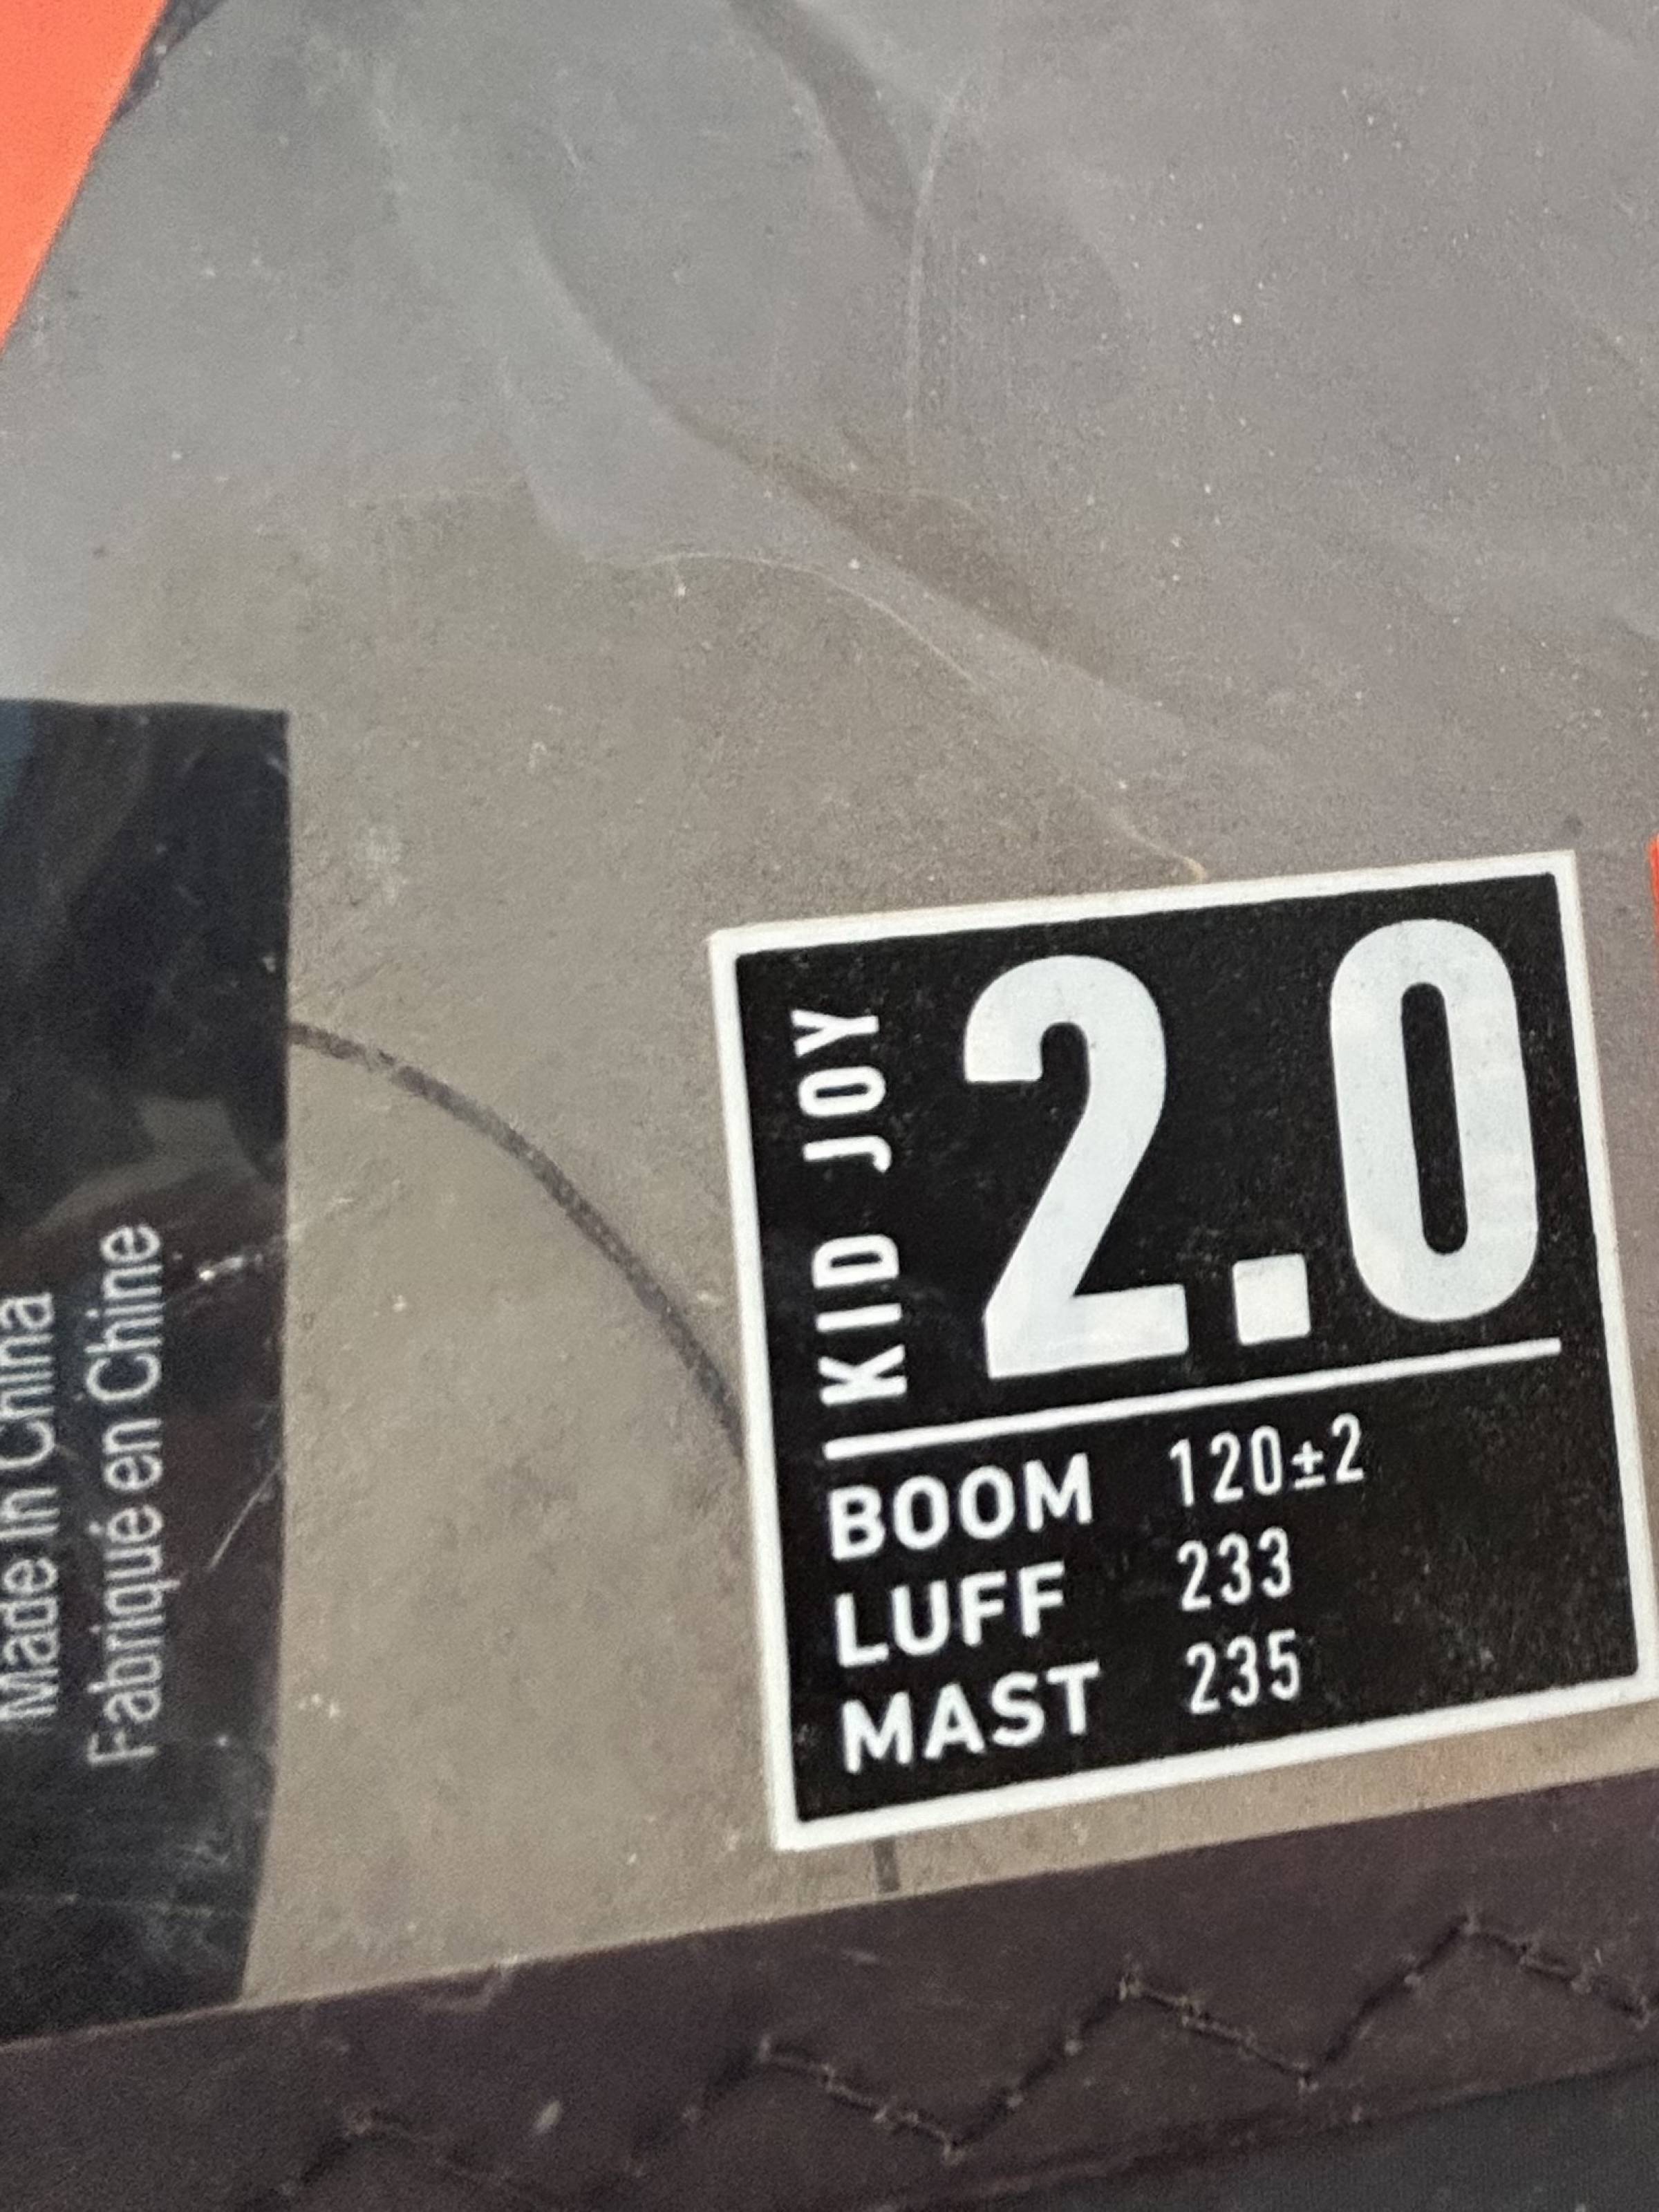 Made in China
Fabriqué en Chine
KID JOY
2.0
BOOM 120±2
LUFF 233
MAST 235